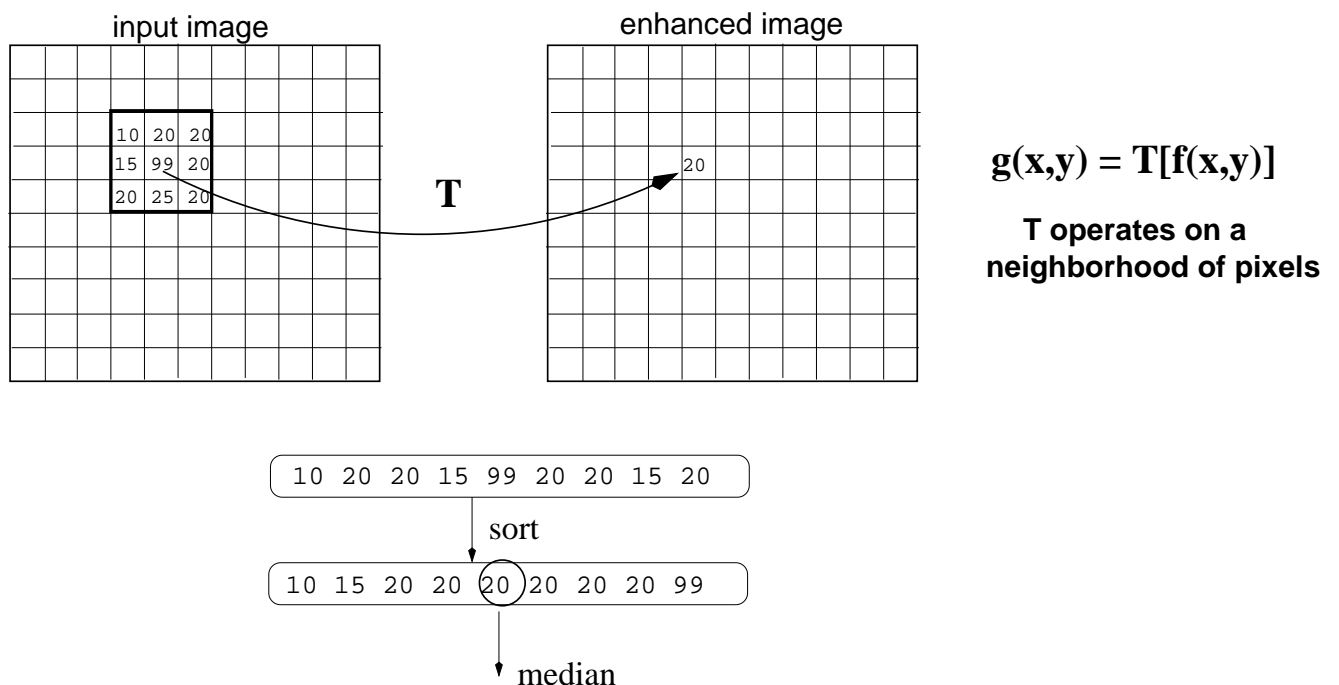 input image
enhanced image
10 20 20
15 99 20
20 25 20
T
20
g(x,y) = T[f(x,y)]
T operates on a
neighborhood of pixels
10 20 20 15 99 20 20 15 20
sort
10 15 20 20 20 20 20 20 99
median